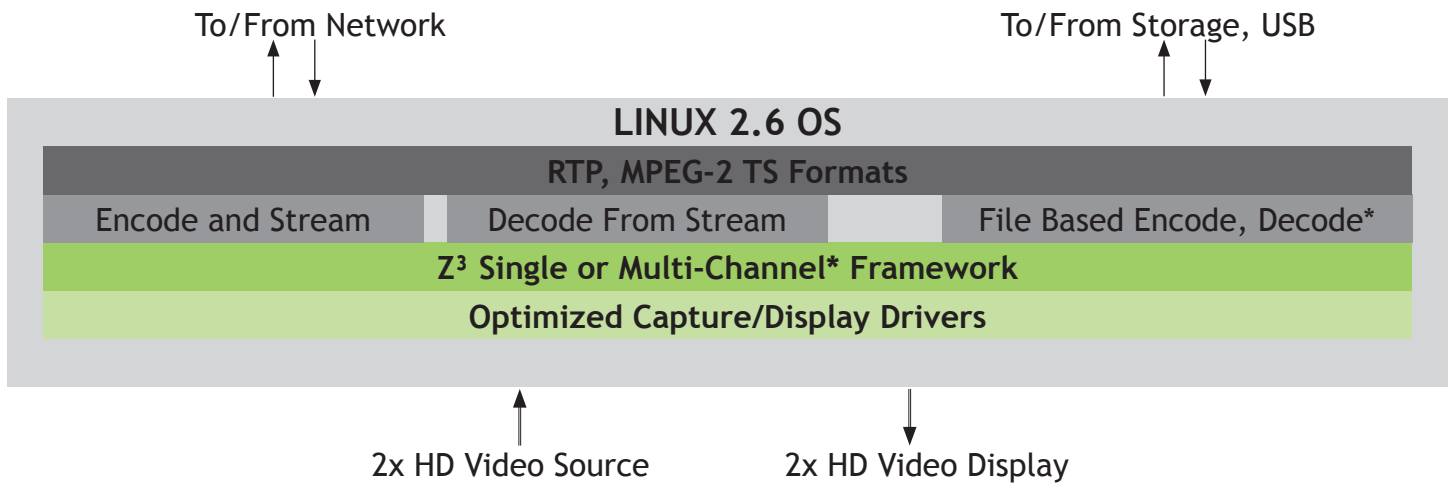 To/From Network
To/From Storage, USB
LINUX 2.6 OS
RTP, MPEG-2 TS Formats
Encode and Stream
Decode From Stream
File Based Encode, Decode*
Z³ Single or Multi-Channel* Framework
Optimized Capture/Display Drivers
2x HD Video Source
2x HD Video Display